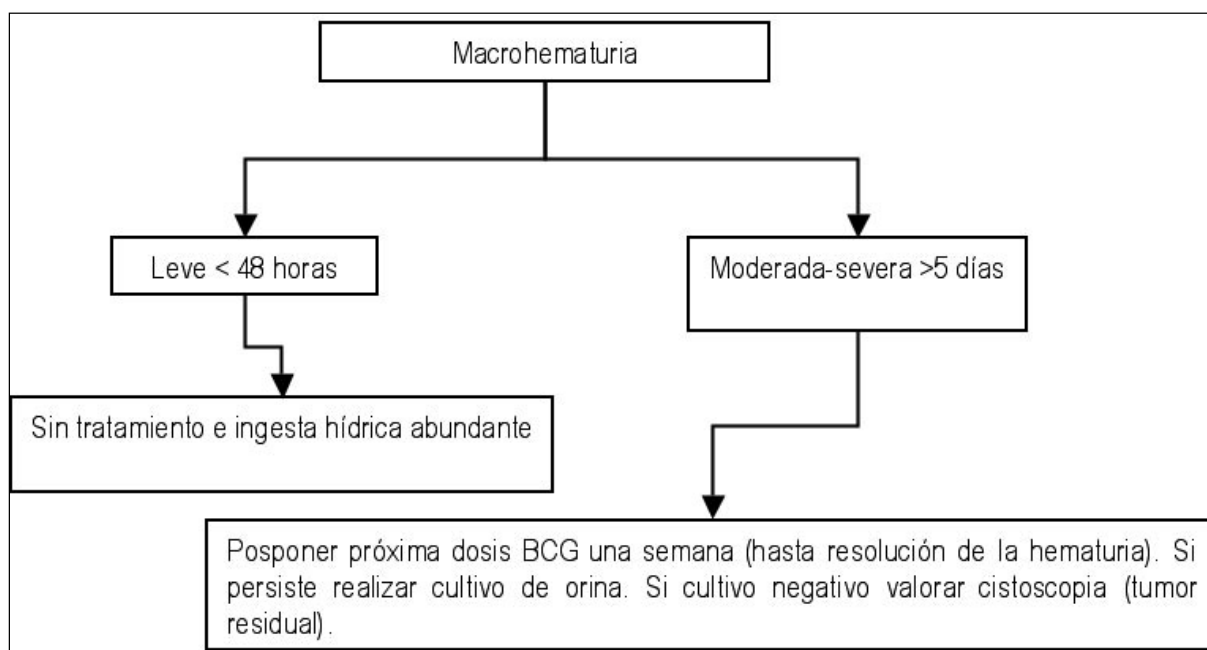 Macrohematuria
Leve < 48 horas
Moderada-severa >5 días
Sin tratamiento e ingesta hídrica abundante
Posponer próxima dosis BCG una semana (hasta resolución de la hematuria). Si
persiste realizar cultivo de orina. Si cultivo negativo valorar cistoscopia (tumor
residual).